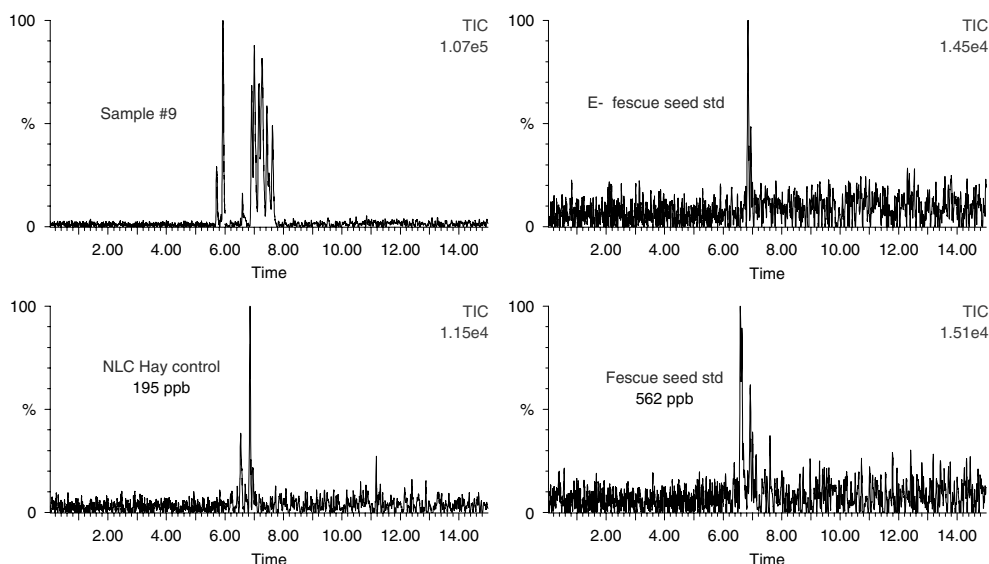 100
TIC
1.07e5
Sample #9
%
0
2.00 4.00 6.00 8.00 10.00 12.00 14.00
Time
100
TIC
1.45e4
E- fescue seed std
%
0
2.00 4.00 6.00 8.00 10.00 12.00 14.00
Time
100
TIC
1.15e4
NLC Hay control
195 ppb
%
0
2.00 4.00 6.00 8.00 10.00 12.00 14.00
Time
100
TIC
1.51e4
Fescue seed std
562 ppb
%
0
2.00 4.00 6.00 8.00 10.00 12.00 14.00
Time